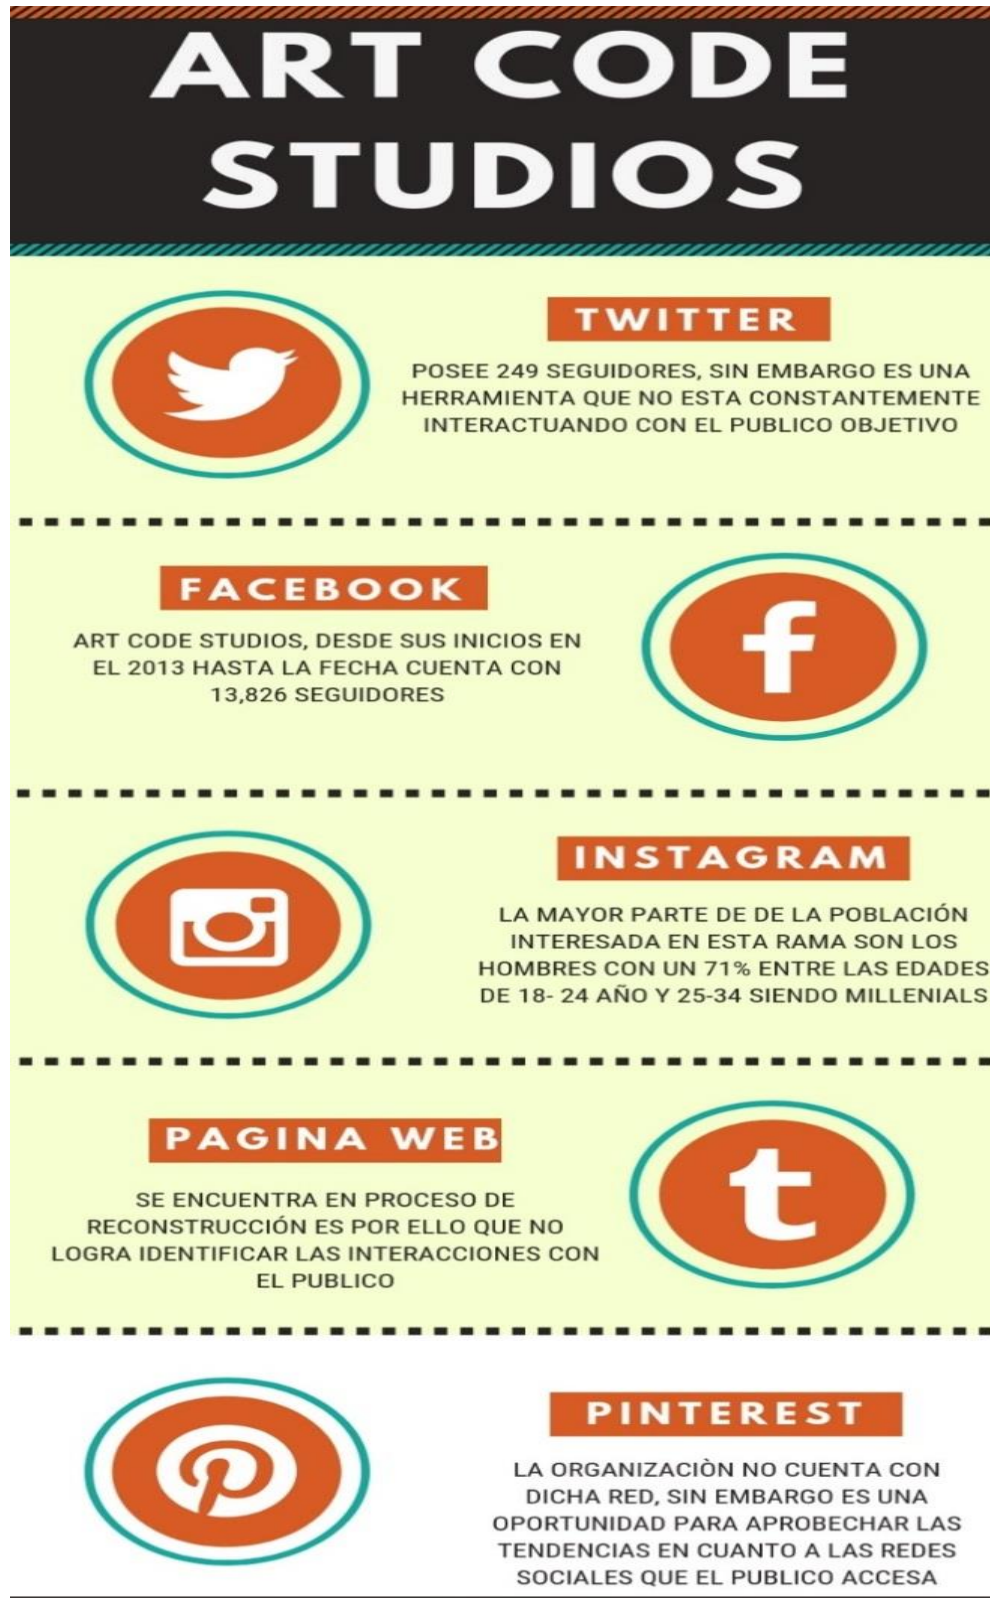 ART CODE
STUDIOS
TWITTER
POSEE 249 SEGUIDORES, SIN EMBARGO ES UNA
HERRAMIENTA QUE NO ESTA CONSTANTEMENTE
INTERACTUANDO CON EL PUBLICO OBJETIVO
FACEBOOK
ART CODE STUDIOS, DESDE SUS INICIOS EN
EL 2013 HASTA LA FECHA CUENTA CON
13,826 SEGUIDORES
INSTAGRAM
LA MAYOR PARTE DE DE LA POBLACIÓN
INTERESADA EN ESTA RAMA SON LOS
HOMBRES CON UN 71% ENTRE LAS EDADES
DE 18- 24 AÑO Y 25-34 SIENDO MILLENIALS
PAGINA WEB
SE ENCUENTRA EN PROCESO DE
RECONSTRUCCIÓN ES POR ELLO QUE NO
LOGRA IDENTIFICAR LAS INTERACCIONES CON
EL PUBLICO
PINTEREST
LA ORGANIZACIÒN NO CUENTA CON
DICHA RED, SIN EMBARGO ES UNA
OPORTUNIDAD PARA APROBECHAR LAS
TENDENCIAS EN CUANTO A LAS REDES
SOCIALES QUE EL PUBLICO ACCESA